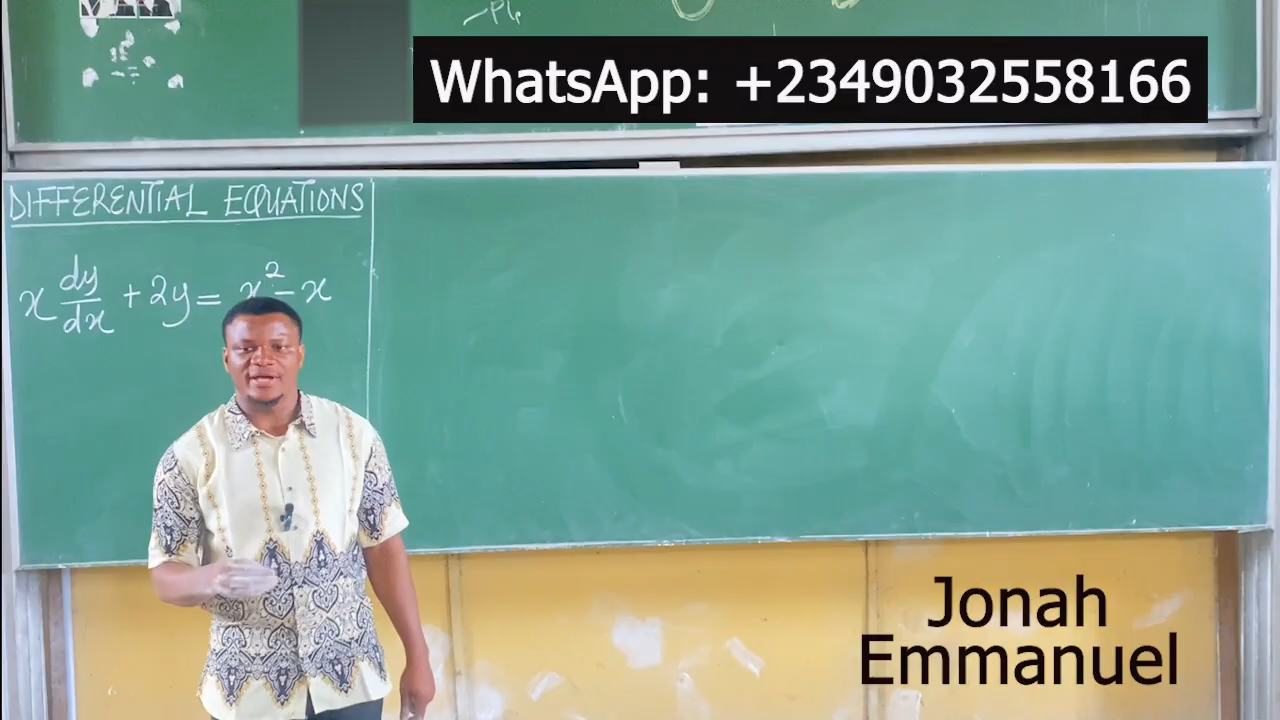 WhatsApp: +2349032558166
DIFFERENTIAL EQUATIONS
x dy/dx + 2y = x² - x
Jonah
Emmanuel